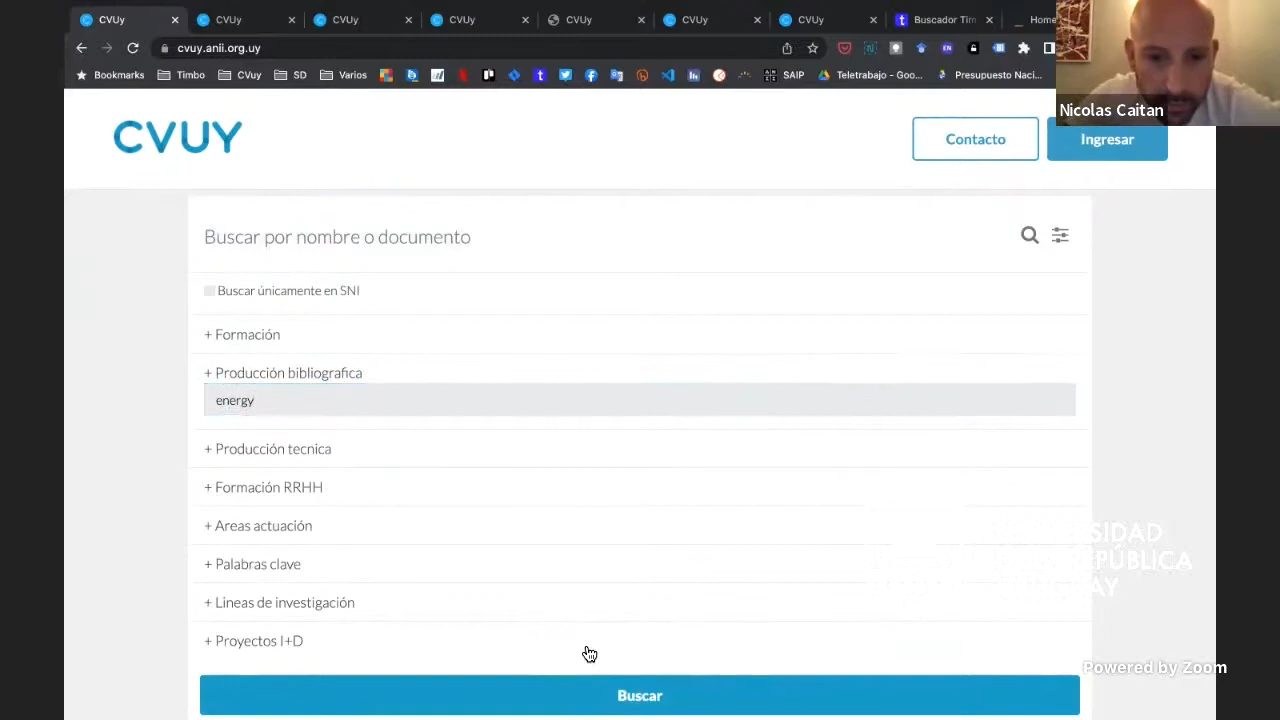 CVUy
CVUy
CVUy
CVUy
CVUy
CVUy
CVUy
Buscador Tim
Home
cvuy.anii.org.uy
Bookmarks
Timbo
CVuy
SD
Varios
SAIP
Teletrabajo - Goo...
Presupuesto Naci...
Nicolas Caitan
CVUY
Contacto
Ingresar
Buscar por nombre o documento
Buscar únicamente en SNI
+ Formación
+ Producción bibliografica
energy
+ Producción tecnica
+ Formación RRHH
+ Areas actuación
+ Palabras clave
+ Lineas de investigación
+ Proyectos I+D
Buscar
Powered by Zoom